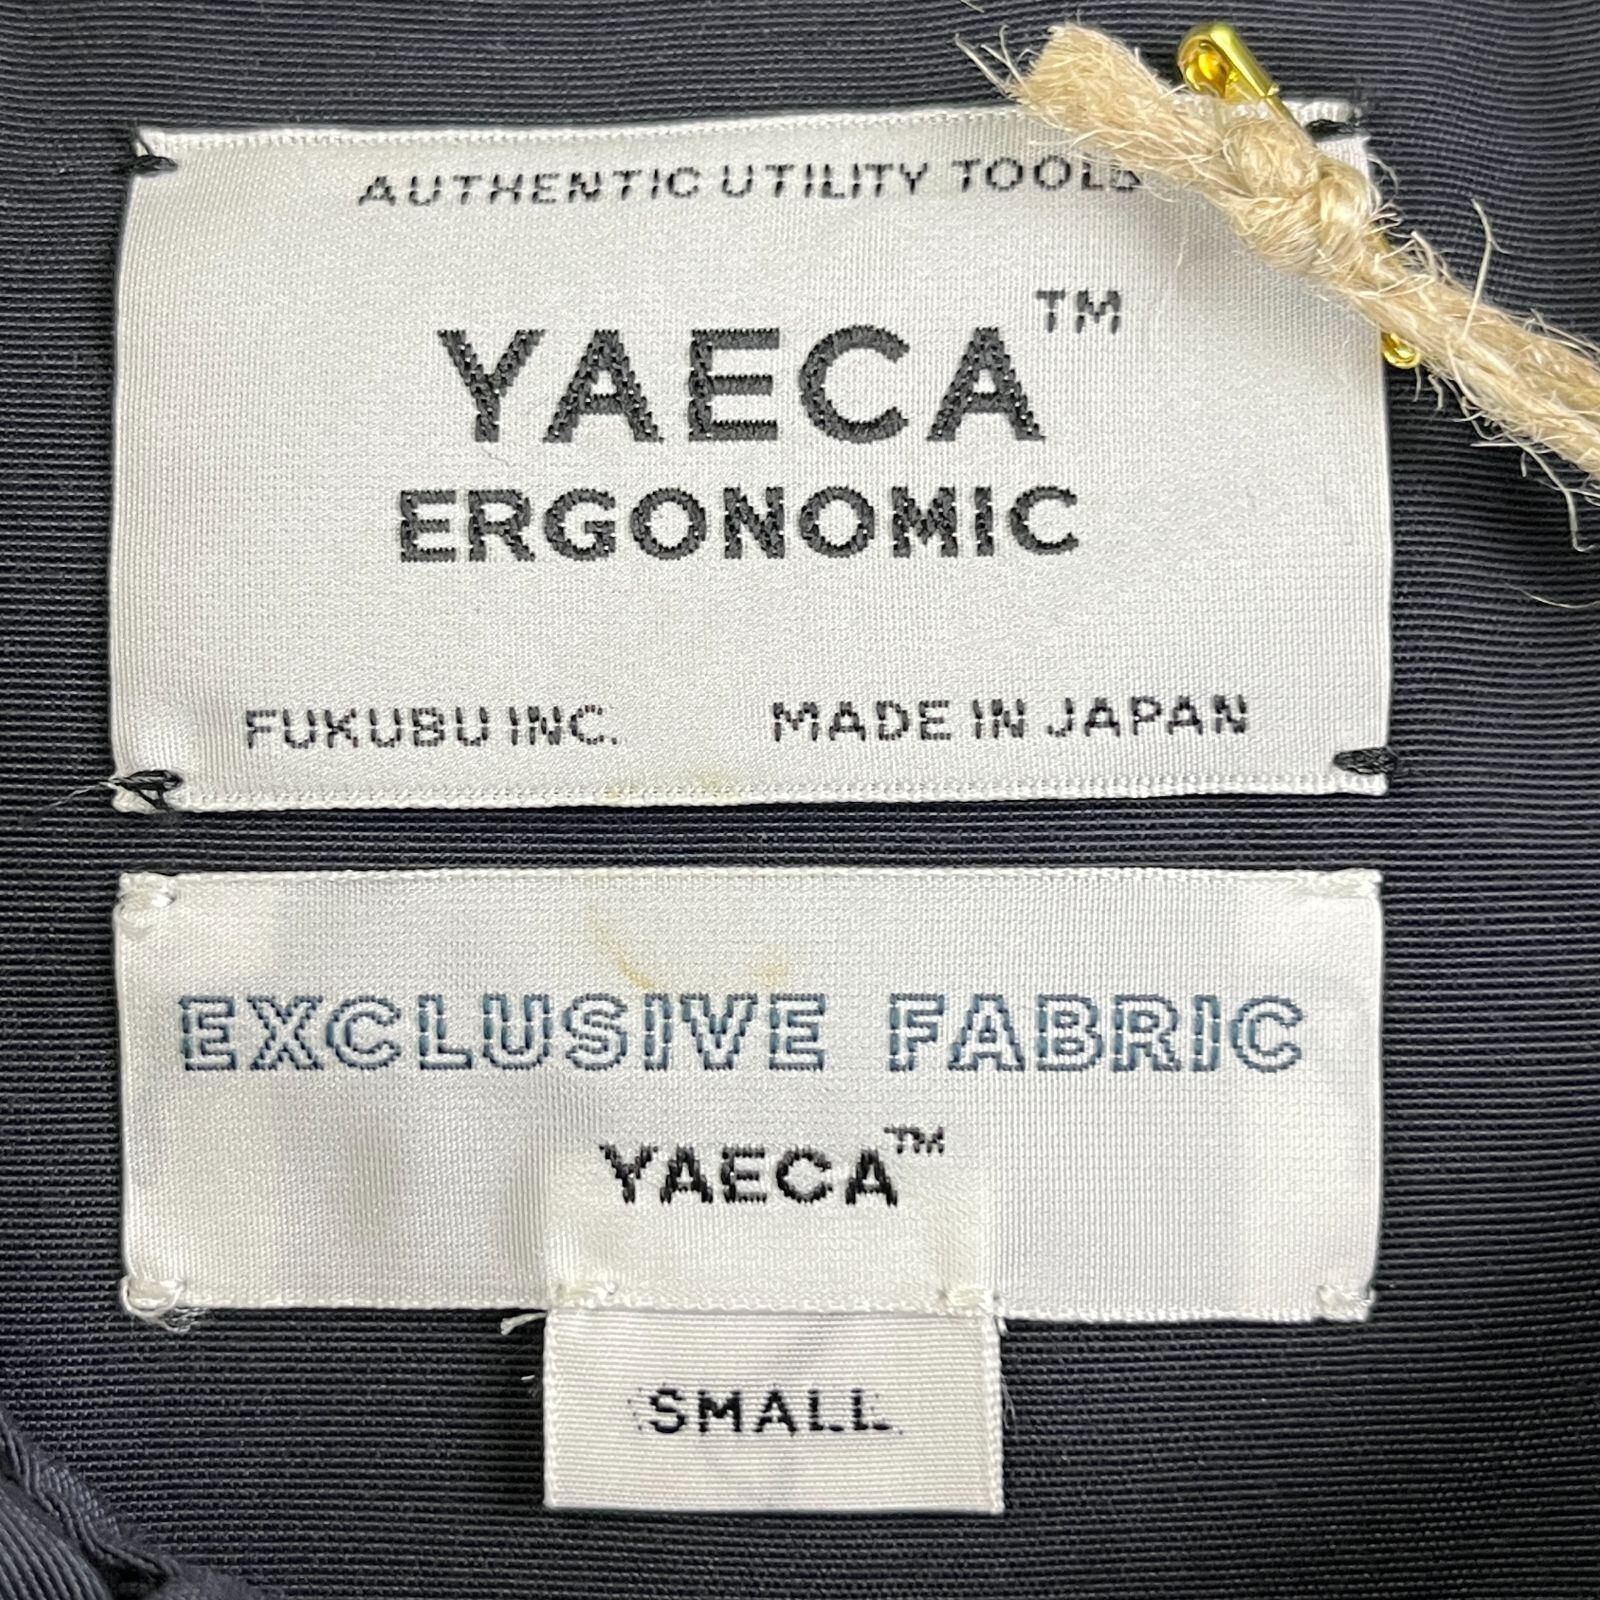 AUTHENTIC UTILITY TOOLS
YAECA™
ERGONOMIC
FUKUBU INC. MADE IN JAPAN
EXCLUSIVE FABRIC
YAECA™
SMALL